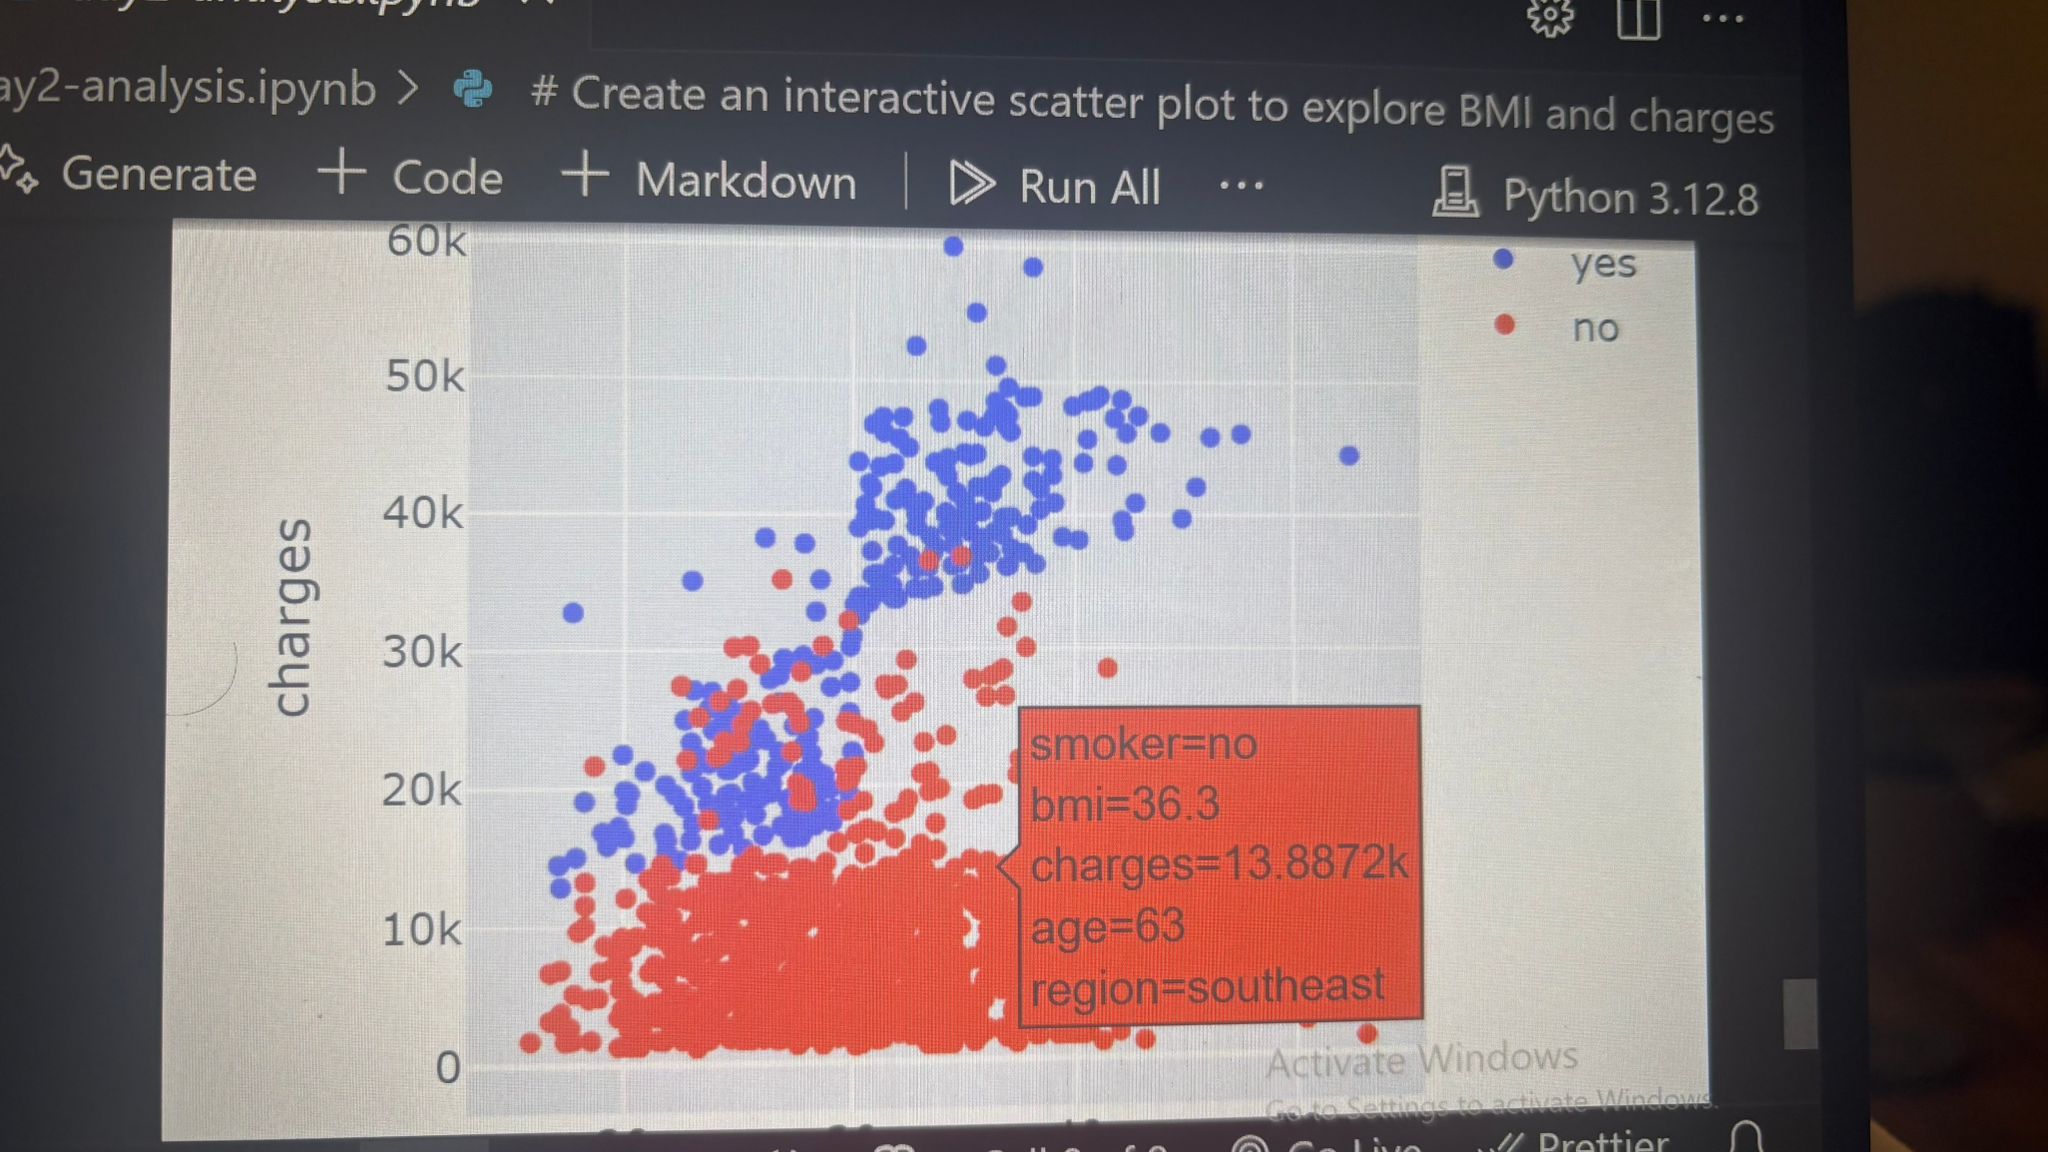 ay2-analysis.ipynb > # Create an interactive scatter plot to explore BMI and charges
Generate + Code + Markdown | Run All ... Python 3.12.8
60k
50k
40k
30k
20k
10k
0
charges
yes
no
smoker=no
bmi=36.3
charges=13.8872k
age=63
region=southeast
Activate Windows
Go to Settings to activate Windows.
Go Live Prettier